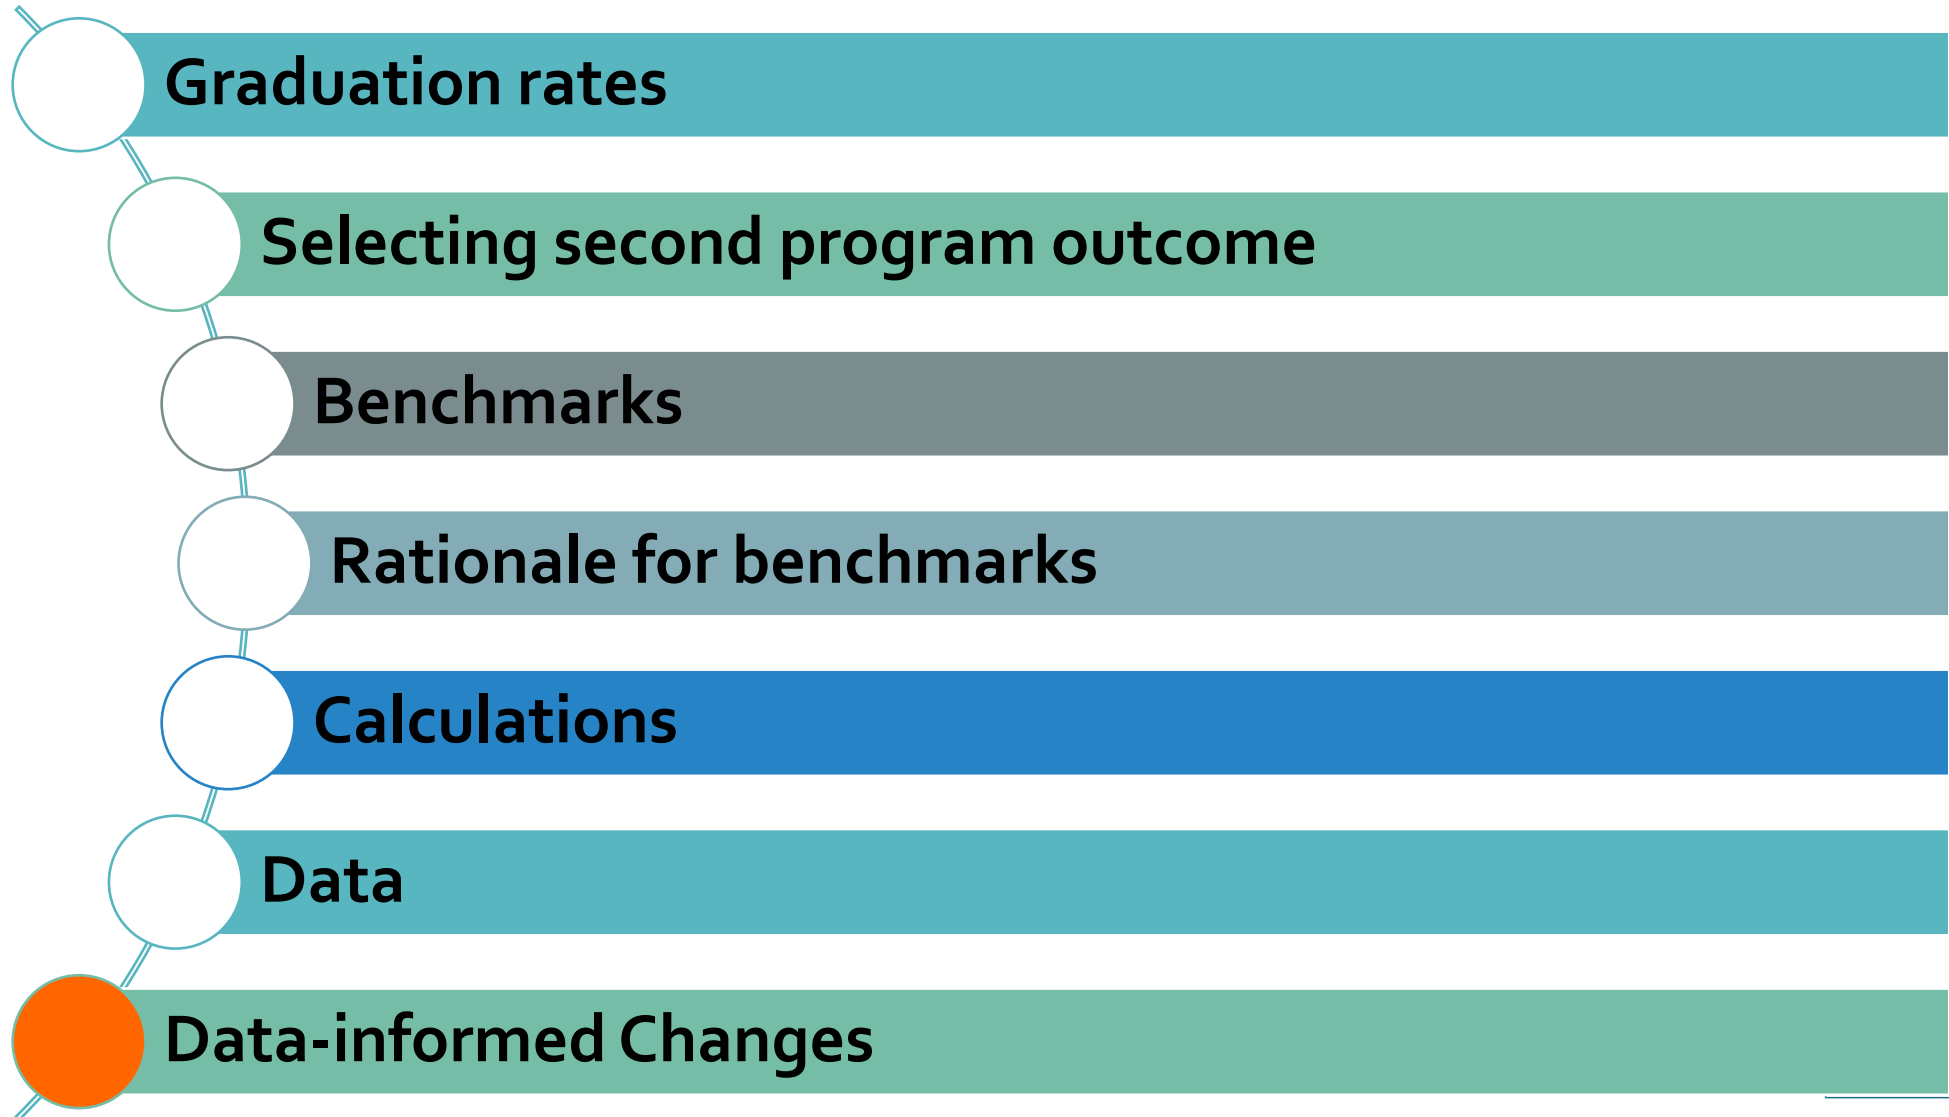 Graduation rates
Selecting second program outcome
Benchmarks
Rationale for benchmarks
Calculations
Data
Data-informed Changes